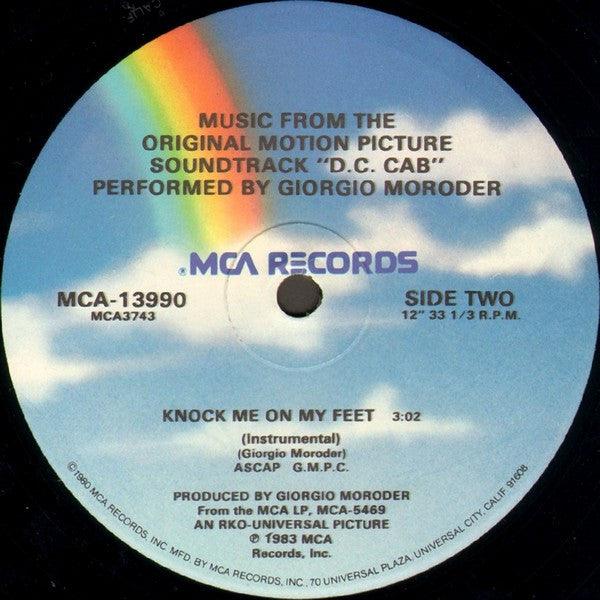 MUSIC FROM THE
ORIGINAL MOTION PICTURE
SOUNDTRACK "D.C. CAB"
PERFORMED BY GIORGIO MORODER
®MCA RECORDS
MCA-13990
MCA3743
SIDE TWO
12" 33 1/3 R.P.M.
KNOCK ME ON MY FEET 3:02
(Instrumental)
(Giorgio Moroder)
ASCAP G.M.P.C.
PRODUCED BY GIORGIO MORODER
From the MCA LP, MCA-5469
AN RKO-UNIVERSAL PICTURE
℗ 1983 MCA
Records, Inc.
©1980 MCA RECORDS, INC. MFD. BY MCA RECORDS, INC., 70 UNIVERSAL PLAZA, UNIVERSAL CITY, CALIF. 91608